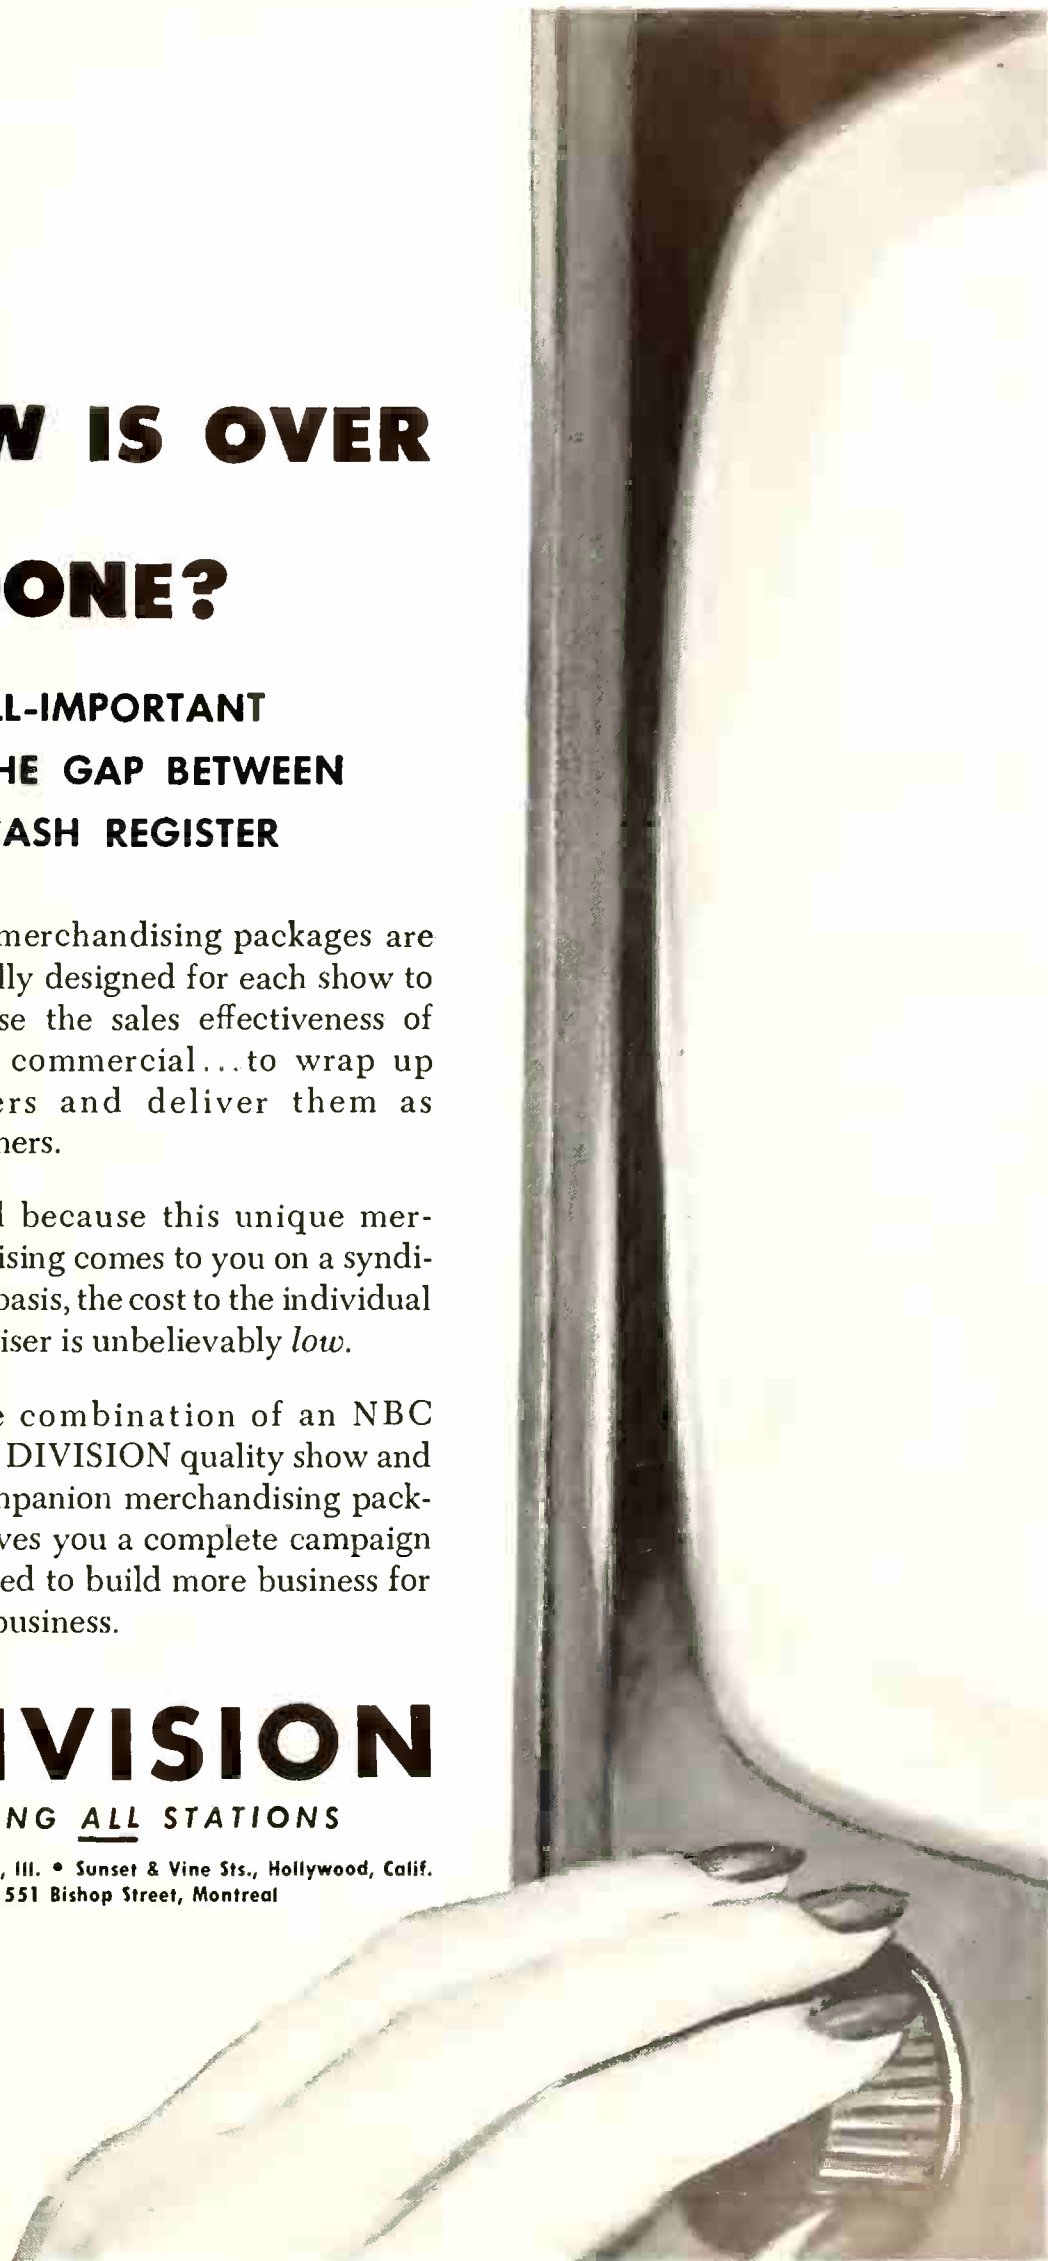 W IS OVER
ONE?
LL-IMPORTANT
HE GAP BETWEEN
CASH REGISTER
merchandising packages are
lly designed for each show to
se the sales effectiveness of
commercial...to wrap up
ers and deliver them as
ners.
l because this unique mer-
ising comes to you on a syndi-
basis, the cost to the individual
iser is unbelievably low.
e combination of an NBC
DIVISION quality show and
npanion merchandising pack-
ves you a complete campaign
ed to build more business for
business.
IVISION
NG ALL STATIONS
, Ill. • Sunset & Vine Sts., Hollywood, Calif.
551 Bishop Street, Montreal